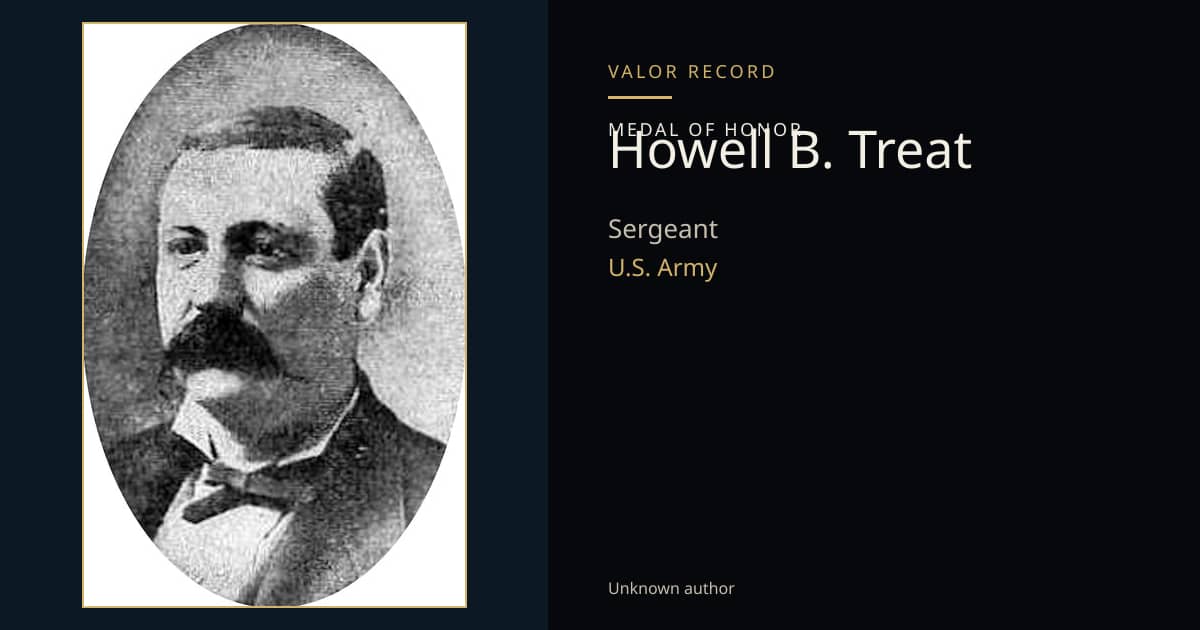 VALOR RECORD
MEDAL OF HONOR
Howell B. Treat
Sergeant
U.S. Army
Unknown author